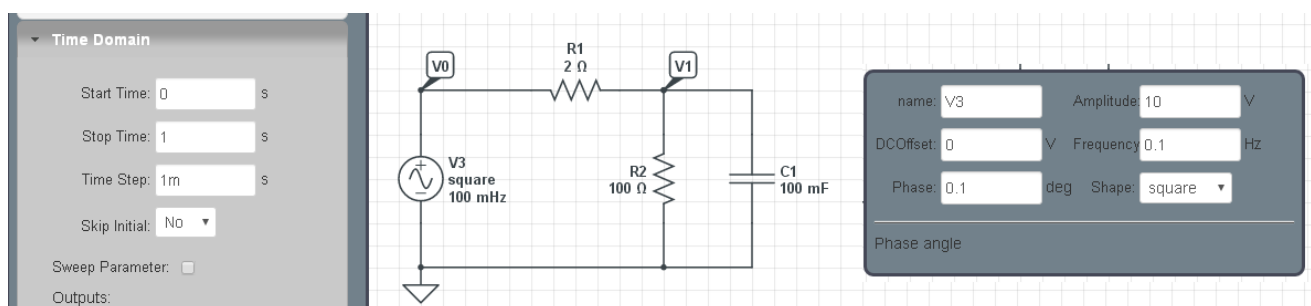 Time Domain
Start Time: 0 s
Stop Time: 1 s
Time Step: 1m s
Skip Initial: No
Sweep Parameter:
Outputs:
V0
R1
2 Ω
V1
V3
square
100 mHz
R2
100 Ω
C1
100 mF
name: V3 Amplitude: 10 V
DCOffset: 0 V Frequency 0.1 Hz
Phase: 0.1 deg Shape: square
Phase angle